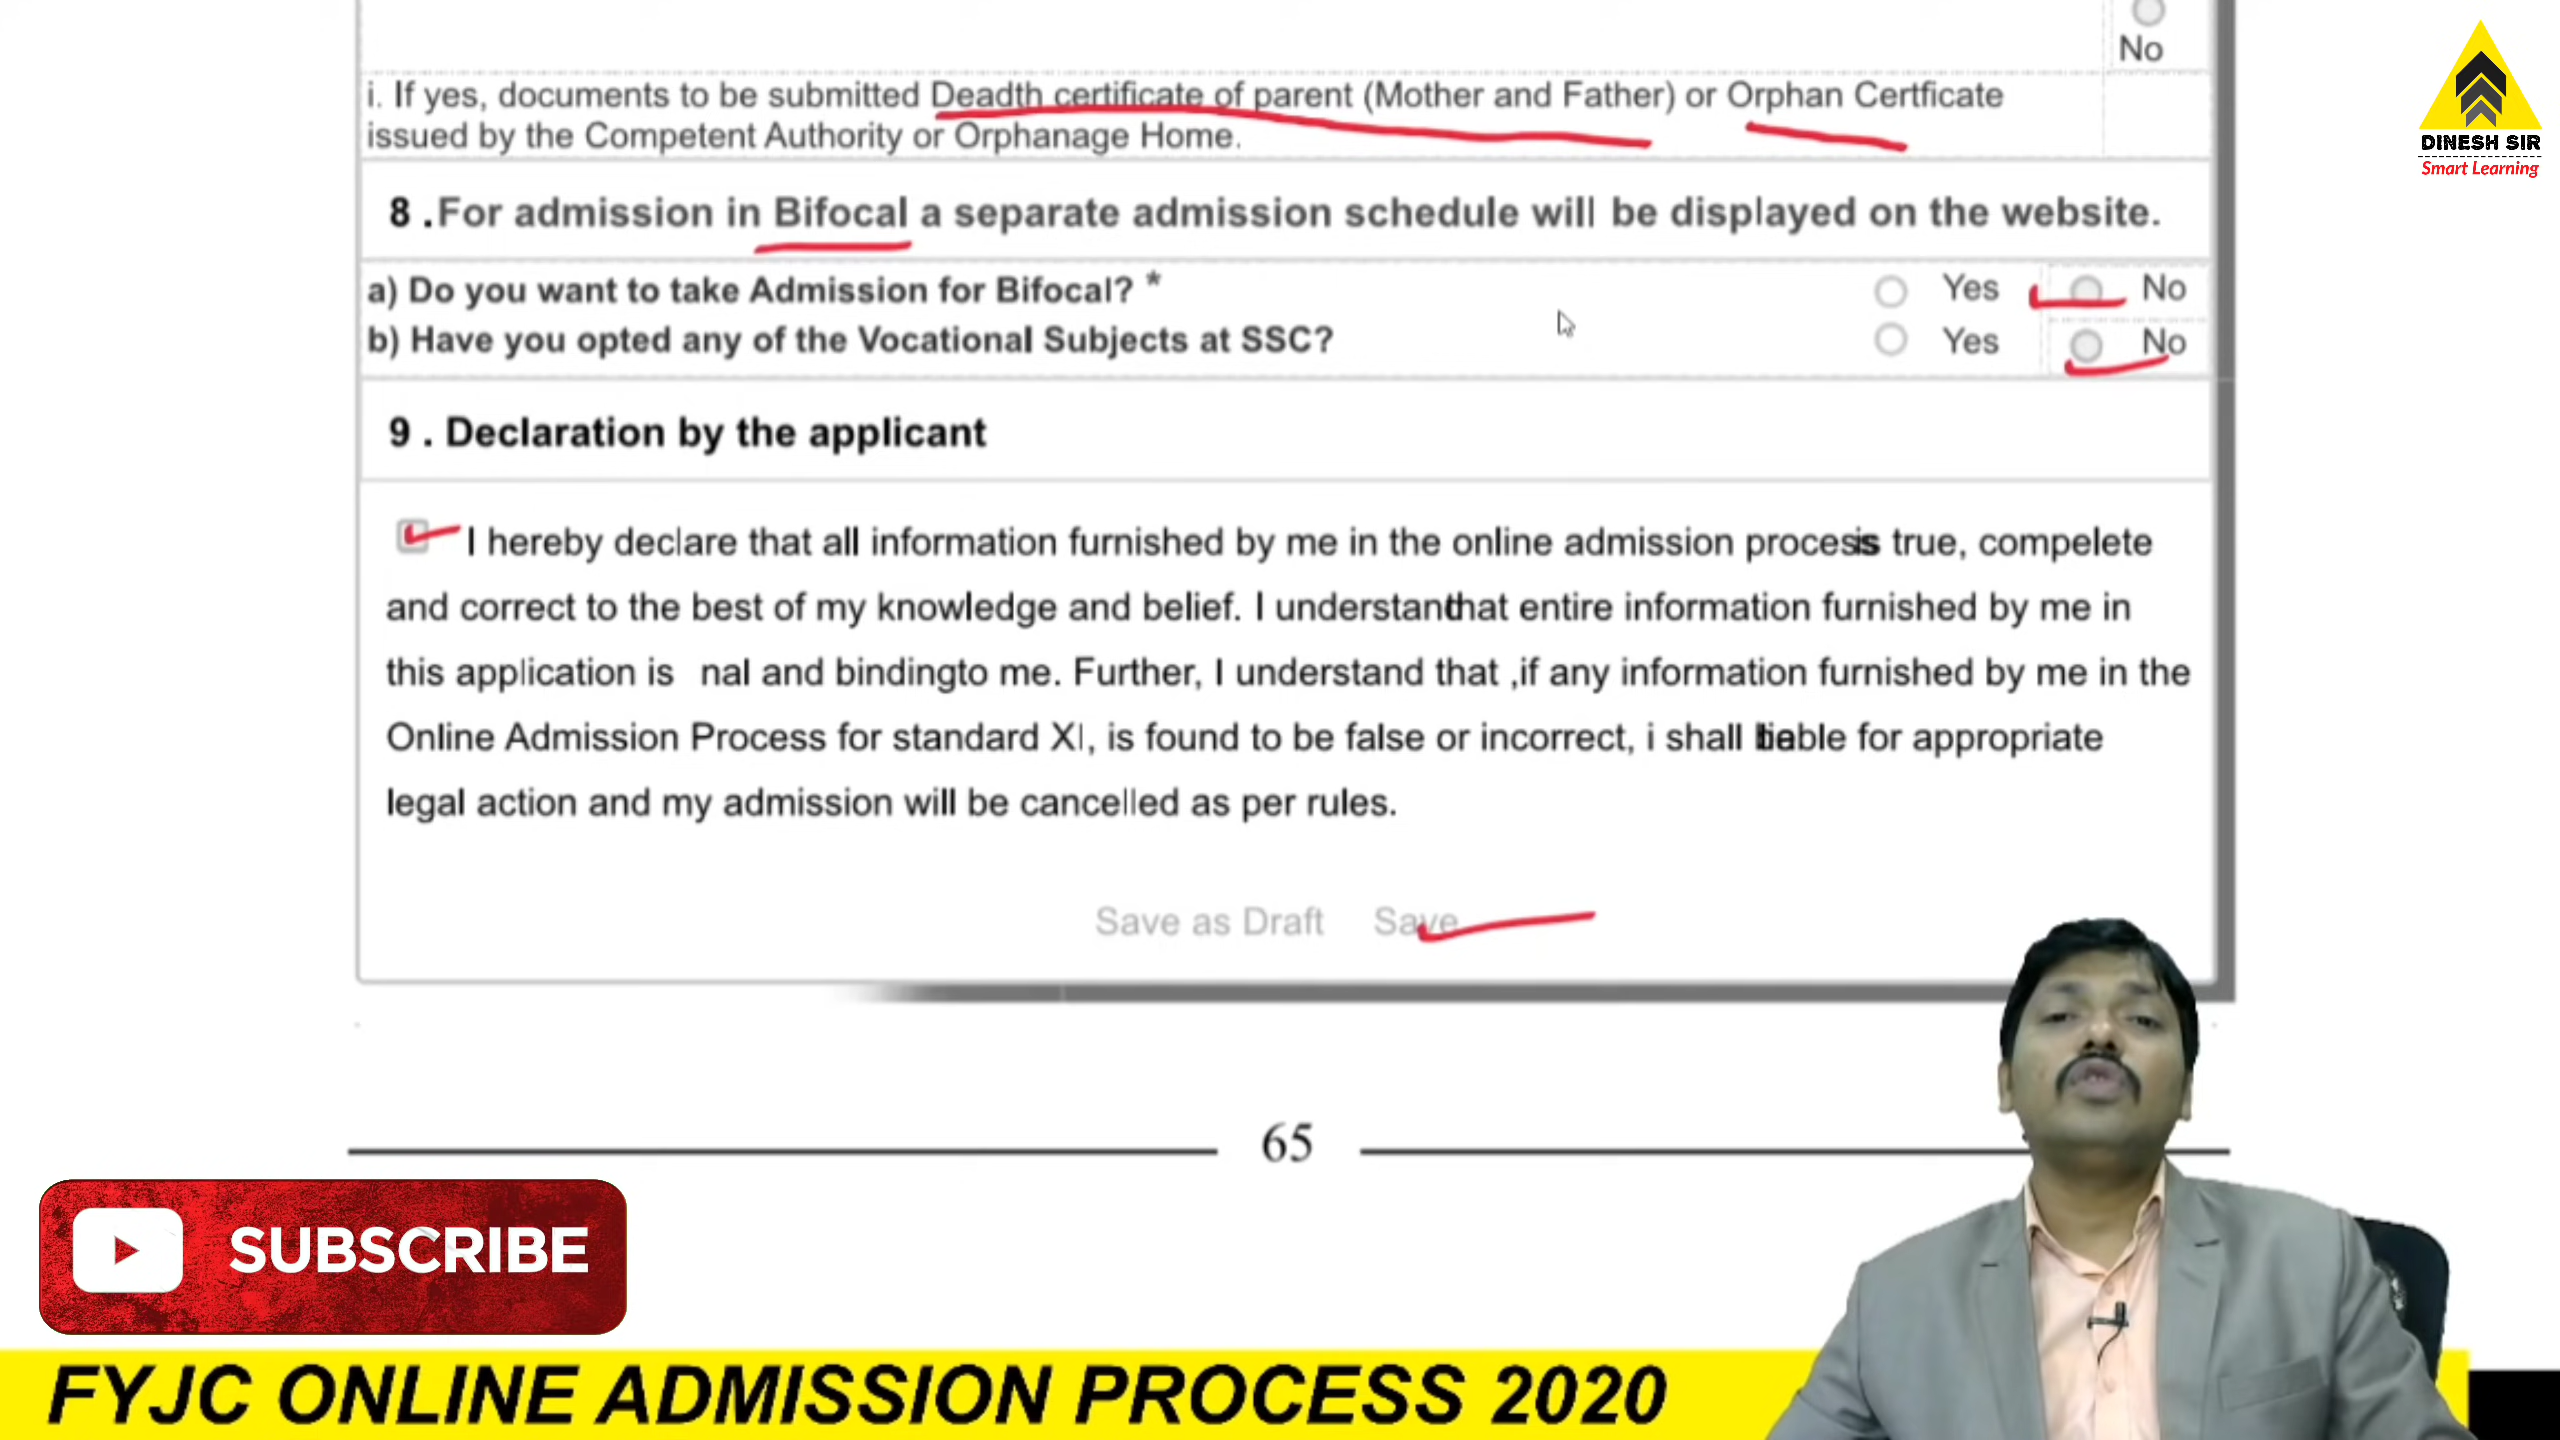 No
i. If yes, documents to be submitted Deadth certificate of parent (Mother and Father) or Orphan Certficate
issued by the Competent Authority or Orphanage Home.
8 .For admission in Bifocal a separate admission schedule will be displayed on the website.
a) Do you want to take Admission for Bifocal? * Yes No
b) Have you opted any of the Vocational Subjects at SSC? Yes No
9 . Declaration by the applicant
I hereby declare that all information furnished by me in the online admission process is true, compelete
and correct to the best of my knowledge and belief. I understand that entire information furnished by me in
this application is nal and bindingto me. Further, I understand that ,if any information furnished by me in the
Online Admission Process for standard XI, is found to be false or incorrect, i shall be liable for appropriate
legal action and my admission will be cancelled as per rules.
Save as Draft Save
65
DINESH SIR
Smart Learning
SUBSCRIBE
FYJC ONLINE ADMISSION PROCESS 2020